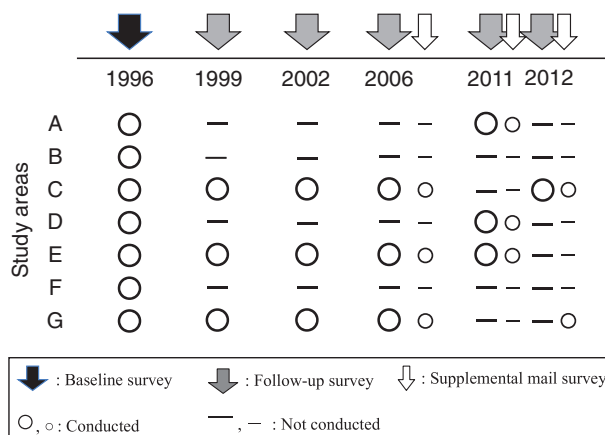 1996 1999 2002 2006 2011 2012
Study areas
A
B
C
D
E
F
G
: Baseline survey : Follow-up survey : Supplemental mail survey
, : Conducted , : Not conducted